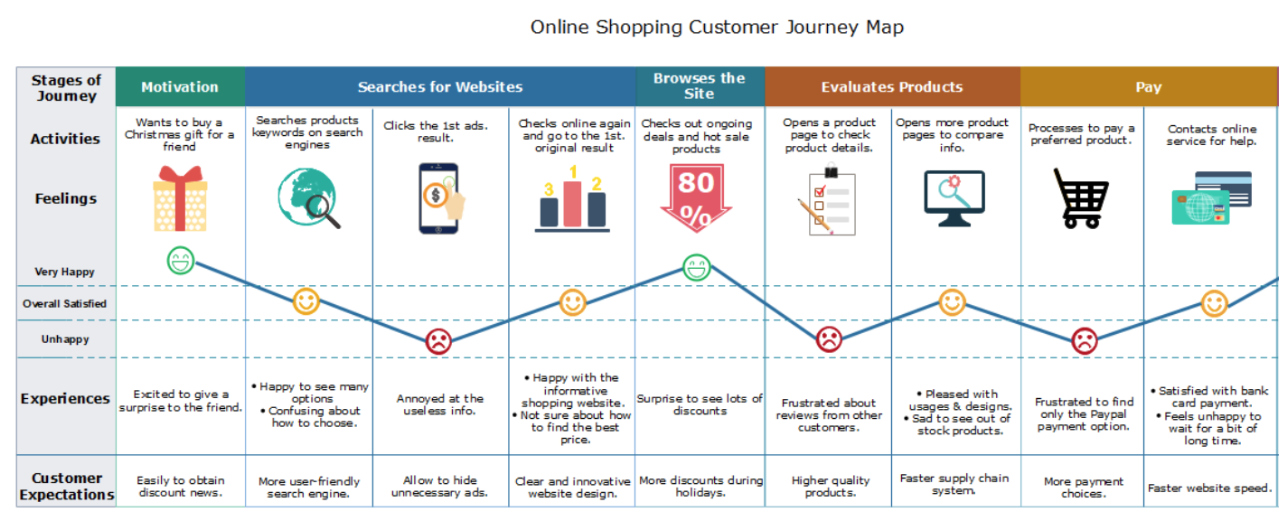 Online Shopping Customer Journey Map
Stages of
Journey
Motivation
Searches for Websites
Browses the
Site
Evaluates Products
Pay
Activities
Wants to buy a
Christmas gift for a
friend
Searches products
keywords on search
engines
Clicks the 1st ads.
result.
Checks online again
and go to the 1st.
original result
Checks out ongoing
deals and hot sale
products
Opens a product
page to check
product details.
Opens more product
pages to compare
info.
Processes to pay a
preferred product.
Contacts online
service for help.
Feelings
$
3 1 2
80
%
Very Happy
Overall Satisfied
Unhappy
Experiences
Excited to give a
surprise to the friend.
• Happy to see many
options
• Confusing about
how to choose.
Annoyed at the
useless info.
• Happy with the
informative
shopping website.
• Not sure about how
to find the best
price.
Surprise to see lots of
discounts
Frustrated about
reviews from other
customers.
• Pleased with
usages & designs.
• Sad to see out of
stock products.
Frustrated to find
only the Paypal
payment option.
• Satisfied with bank
card payment.
• Feels unhappy to
wait for a bit of
long time.
Customer
Expectations
Easily to obtain
discount news.
More user-friendly
search engine.
Allow to hide
unnecessary ads.
Clear and innovative
website design.
More discounts during
holidays.
Higher quality
products.
Faster supply chain
system.
More payment
choices.
Faster website speed.